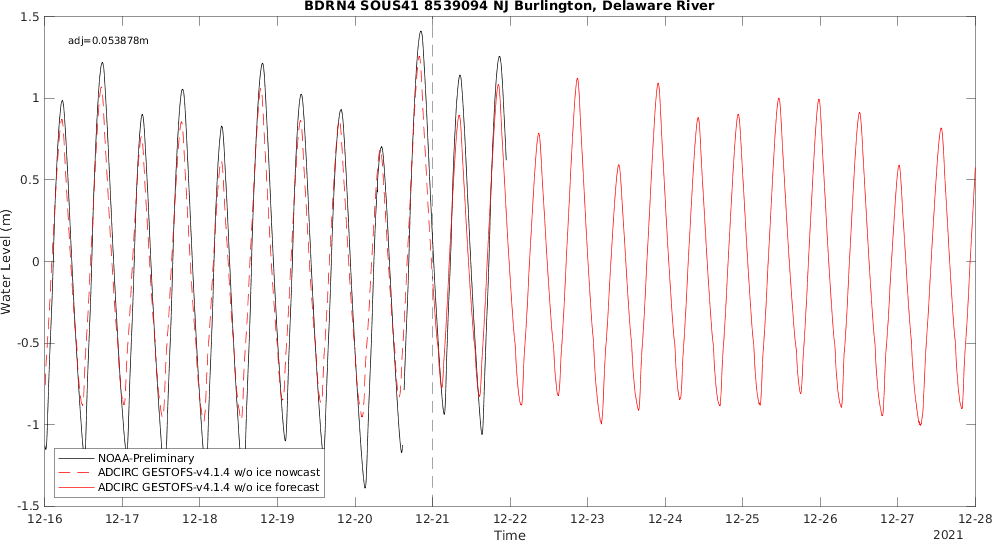 BDRN4 SOUS41 8539094 NJ Burlington, Delaware River
adj=0.053878m
1.5
1
0.5
0
-0.5
-1
-1.5
Water Level (m)
NOAA-Preliminary
ADCIRC GESTOFS-v4.1.4 w/o ice nowcast
ADCIRC GESTOFS-v4.1.4 w/o ice forecast
12-16 12-17 12-18 12-19 12-20 12-21 12-22 12-23 12-24 12-25 12-26 12-27 12-28
Time
2021